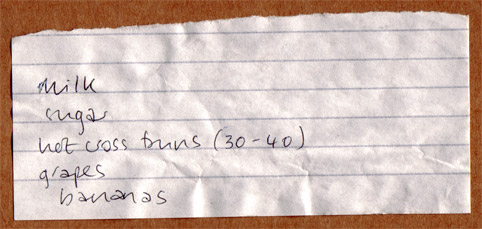 milk
sugar
hot cross buns (30-40)
grapes
bananas